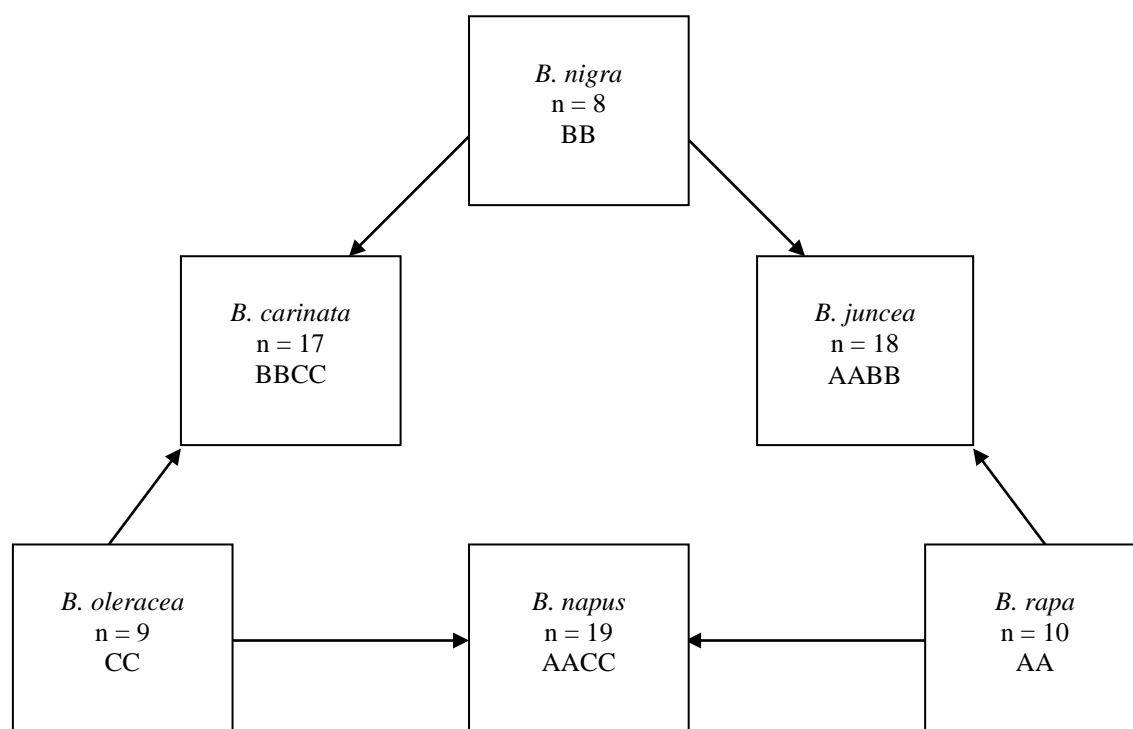 B. nigra
n = 8
BB
B. carinata
n = 17
BBCC
B. juncea
n = 18
AABB
B. oleracea
n = 9
CC
B. napus
n = 19
AACC
B. rapa
n = 10
AA